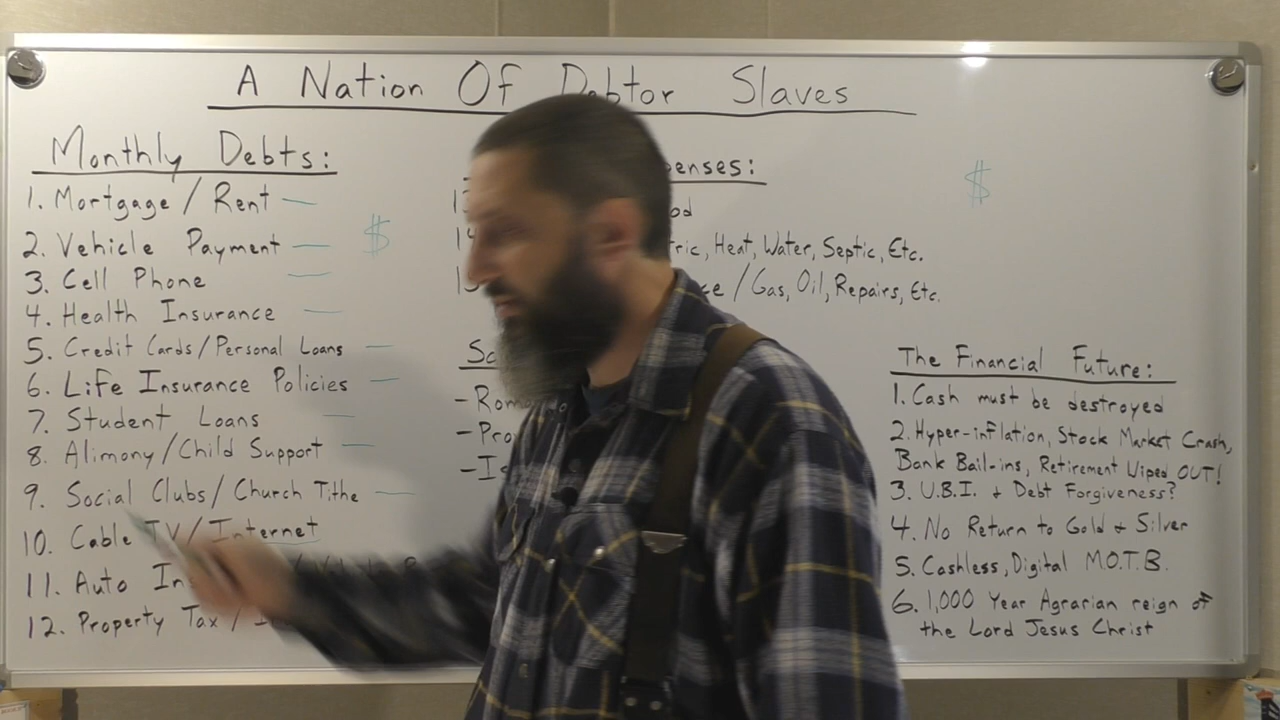 A Nation Of Debtor Slaves
Monthly Debts:
1. Mortgage / Rent —
2. Vehicle Payment —
3. Cell Phone —
4. Health Insurance —
5. Credit Cards/Personal Loans —
6. Life Insurance Policies —
7. Student Loans —
8. Alimony/Child Support —
9. Social Clubs/Church Tithe —
10. Cable TV/Internet
11. Auto
12. Property Tax /
$
penses:
od
tric, Heat, Water, Septic, Etc.
ce/Gas, Oil, Repairs, Etc.
$
Sc
-Rom
-Pro
-Is
The Financial Future:
1. Cash must be destroyed
2. Hyper-inflation, Stock Market Crash,
Bank Bail-ins, Retirement Wiped OUT!
3. U.B.I. + Debt Forgiveness?
4. No Return to Gold + Silver
5. Cashless, Digital M.O.T.B.
6. 1,000 Year Agrarian reign of
the Lord Jesus Christ